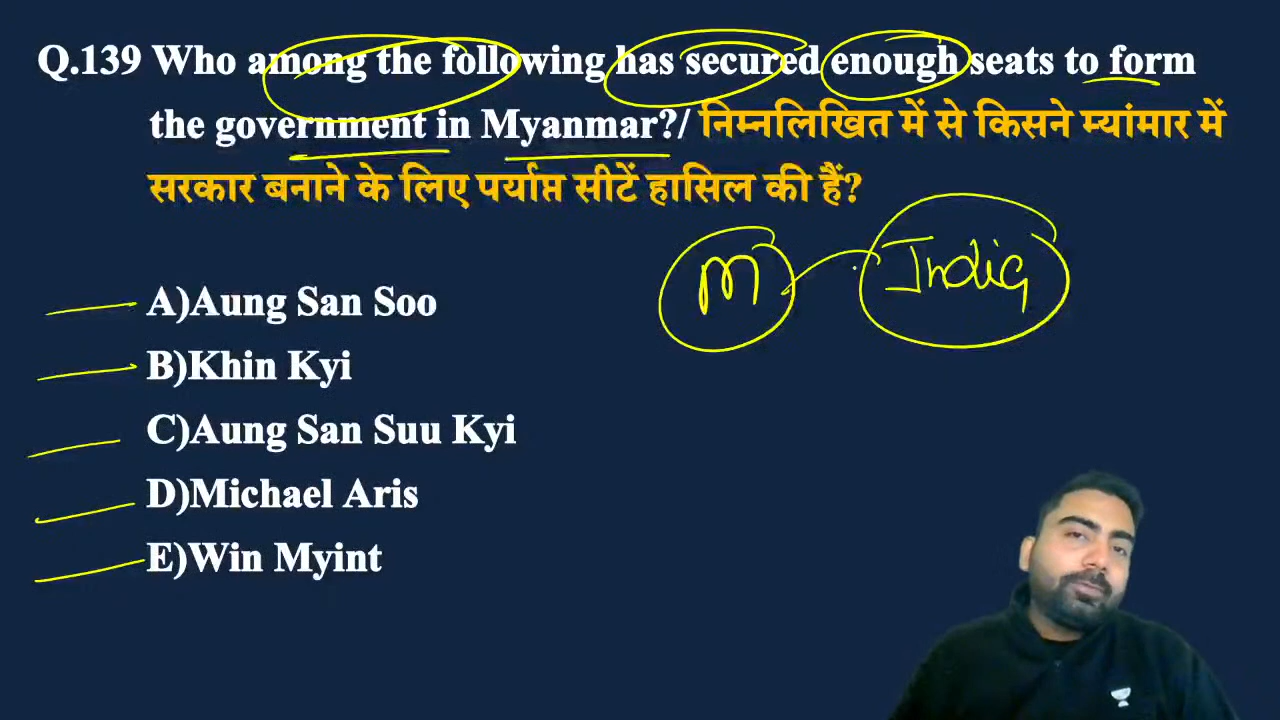 Q.139 Who among the following has secured enough seats to form
the government in Myanmar?/ निम्नलिखित में से किसने म्यांमार में
सरकार बनाने के लिए पर्याप्त सीटें हासिल की हैं?
M India
A)Aung San Soo
B)Khin Kyi
C)Aung San Suu Kyi
D)Michael Aris
E)Win Myint